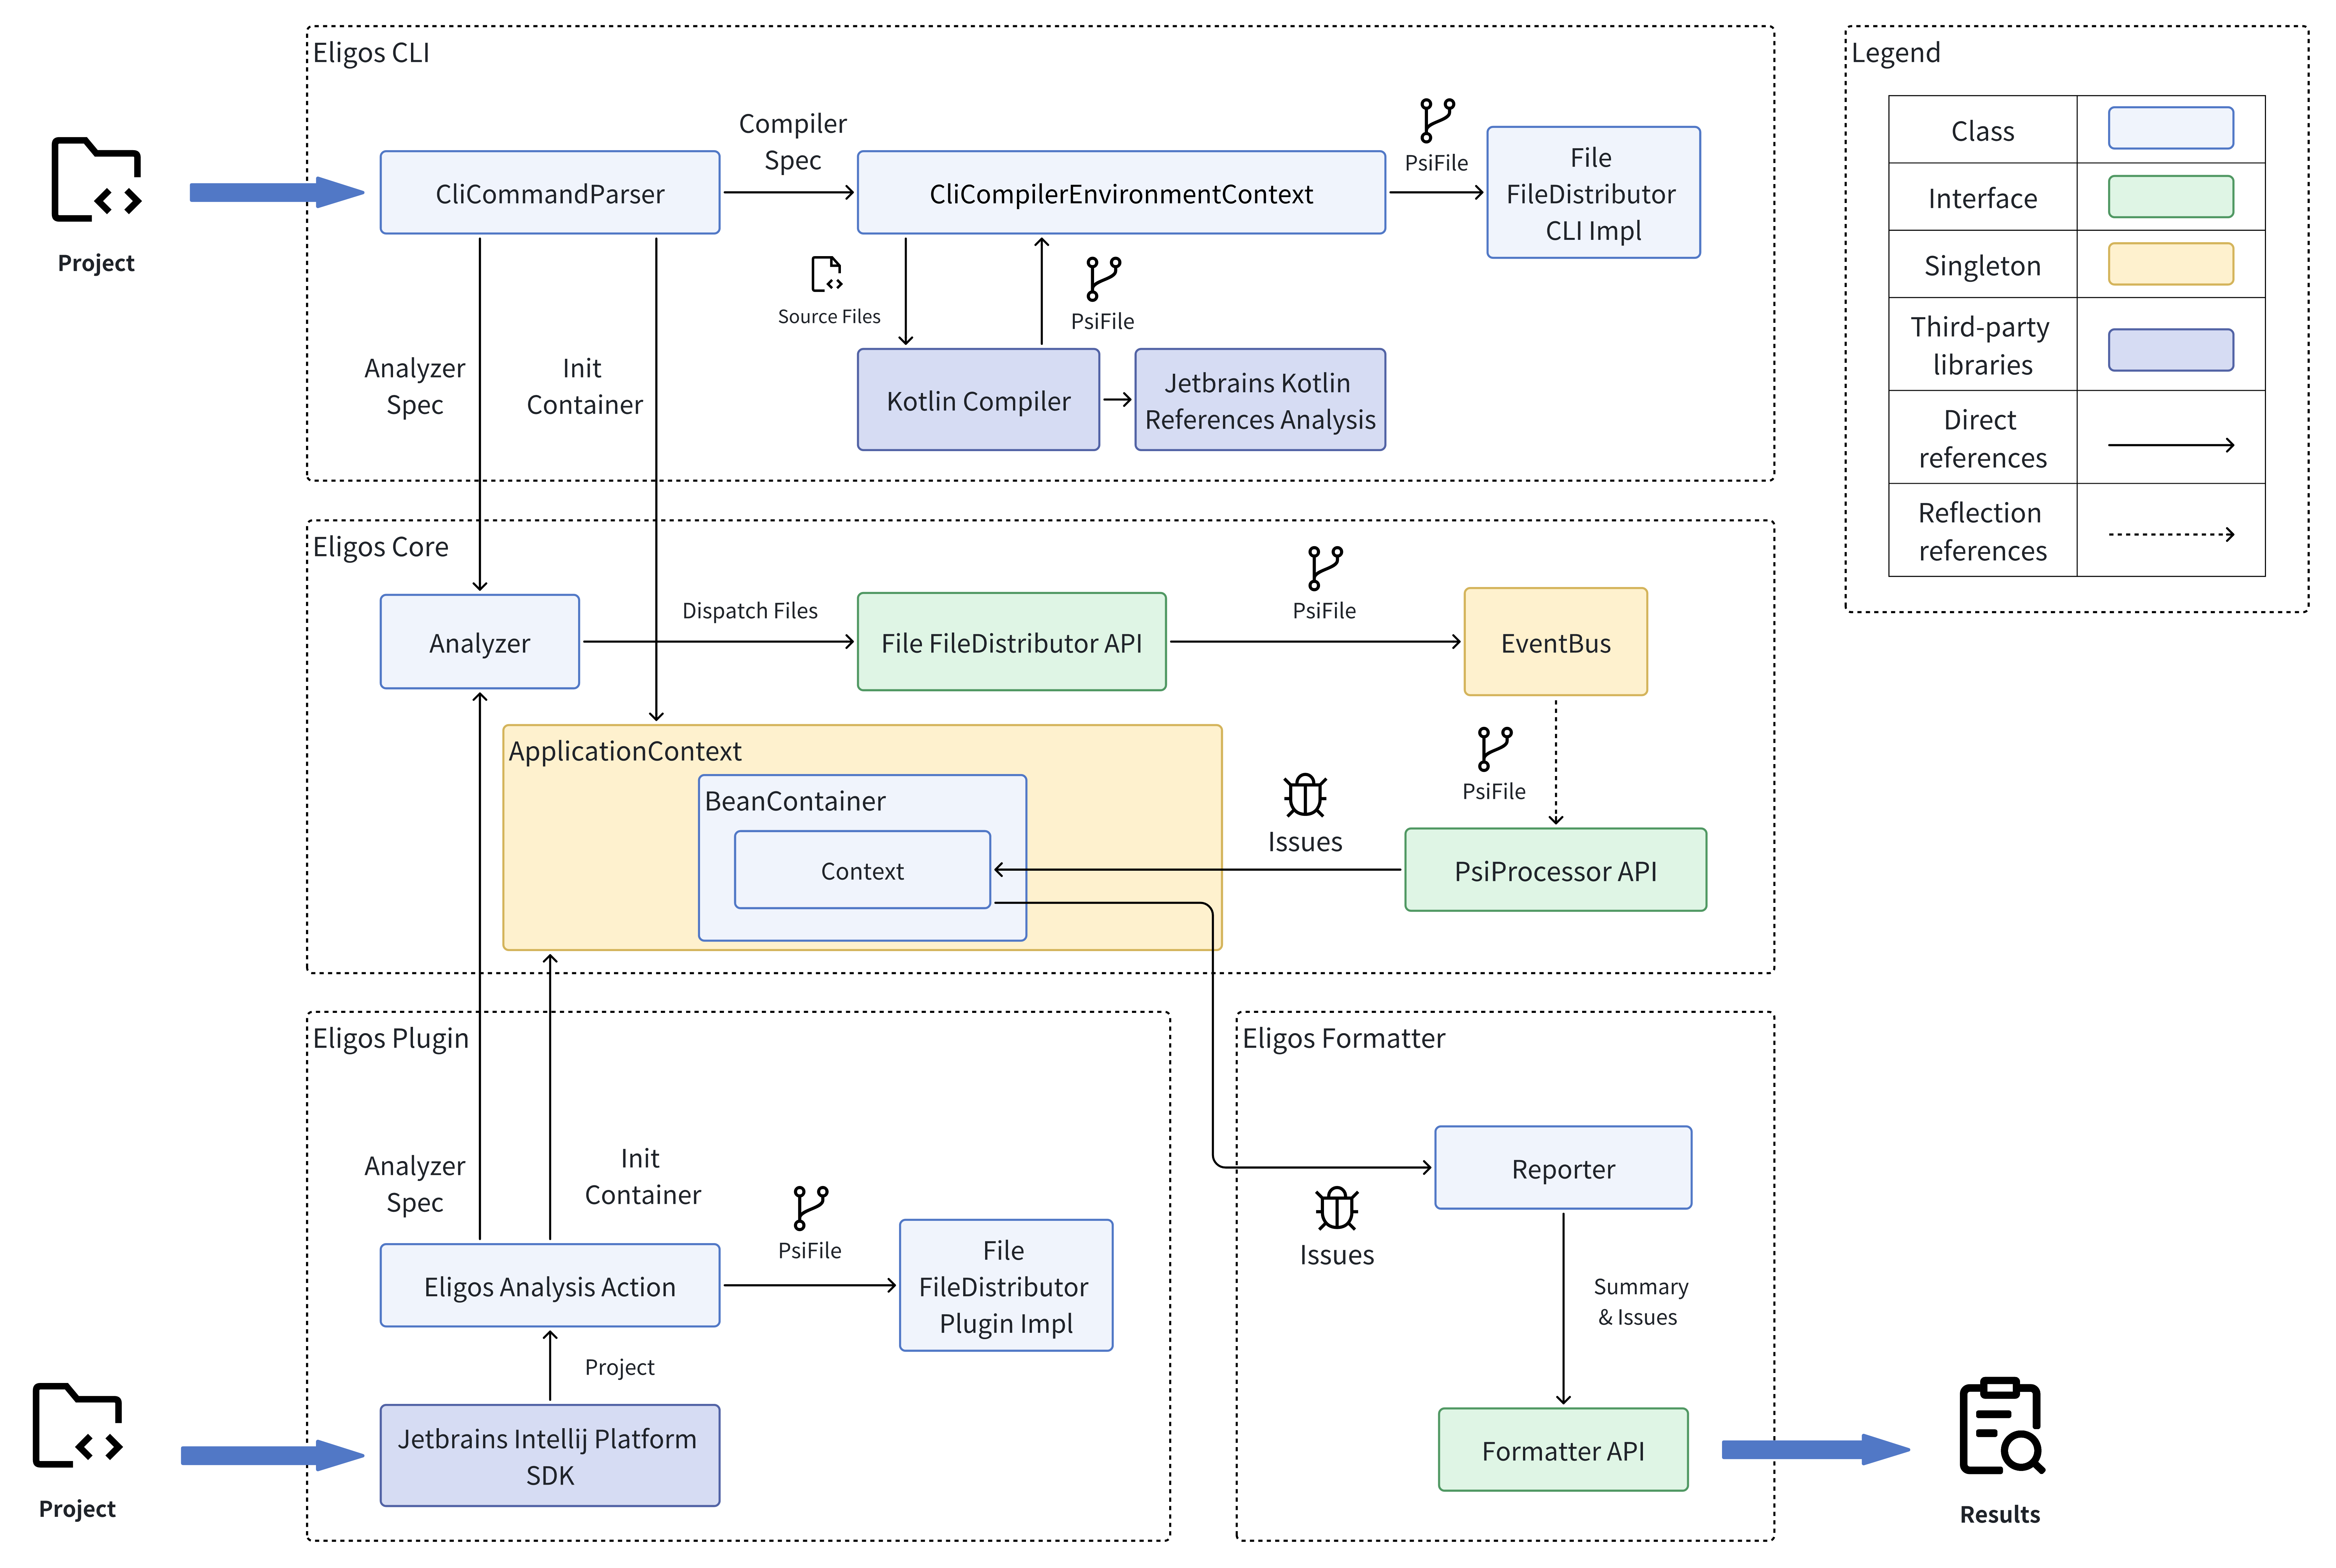 Eligos CLI
Project
CliCommandParser
Compiler
Spec
CliCompilerEnvironmentContext
PsiFile
File
FileDistributor
CLI Impl
Source Files
PsiFile
Analyzer
Spec
Init
Container
Kotlin Compiler
Jetbrains Kotlin
References Analysis
Legend
Class
Interface
Singleton
Third-party
libraries
Direct
references
Reflection
references
Eligos Core
Analyzer
Dispatch Files
File FileDistributor API
PsiFile
EventBus
ApplicationContext
BeanContainer
Context
Issues
PsiFile
PsiProcessor API
Eligos Plugin
Analyzer
Spec
Init
Container
Eligos Analysis Action
PsiFile
File
FileDistributor
Plugin Impl
Project
Jetbrains Intellij Platform
SDK
Project
Eligos Formatter
Reporter
Issues
Summary
& Issues
Formatter API
Results